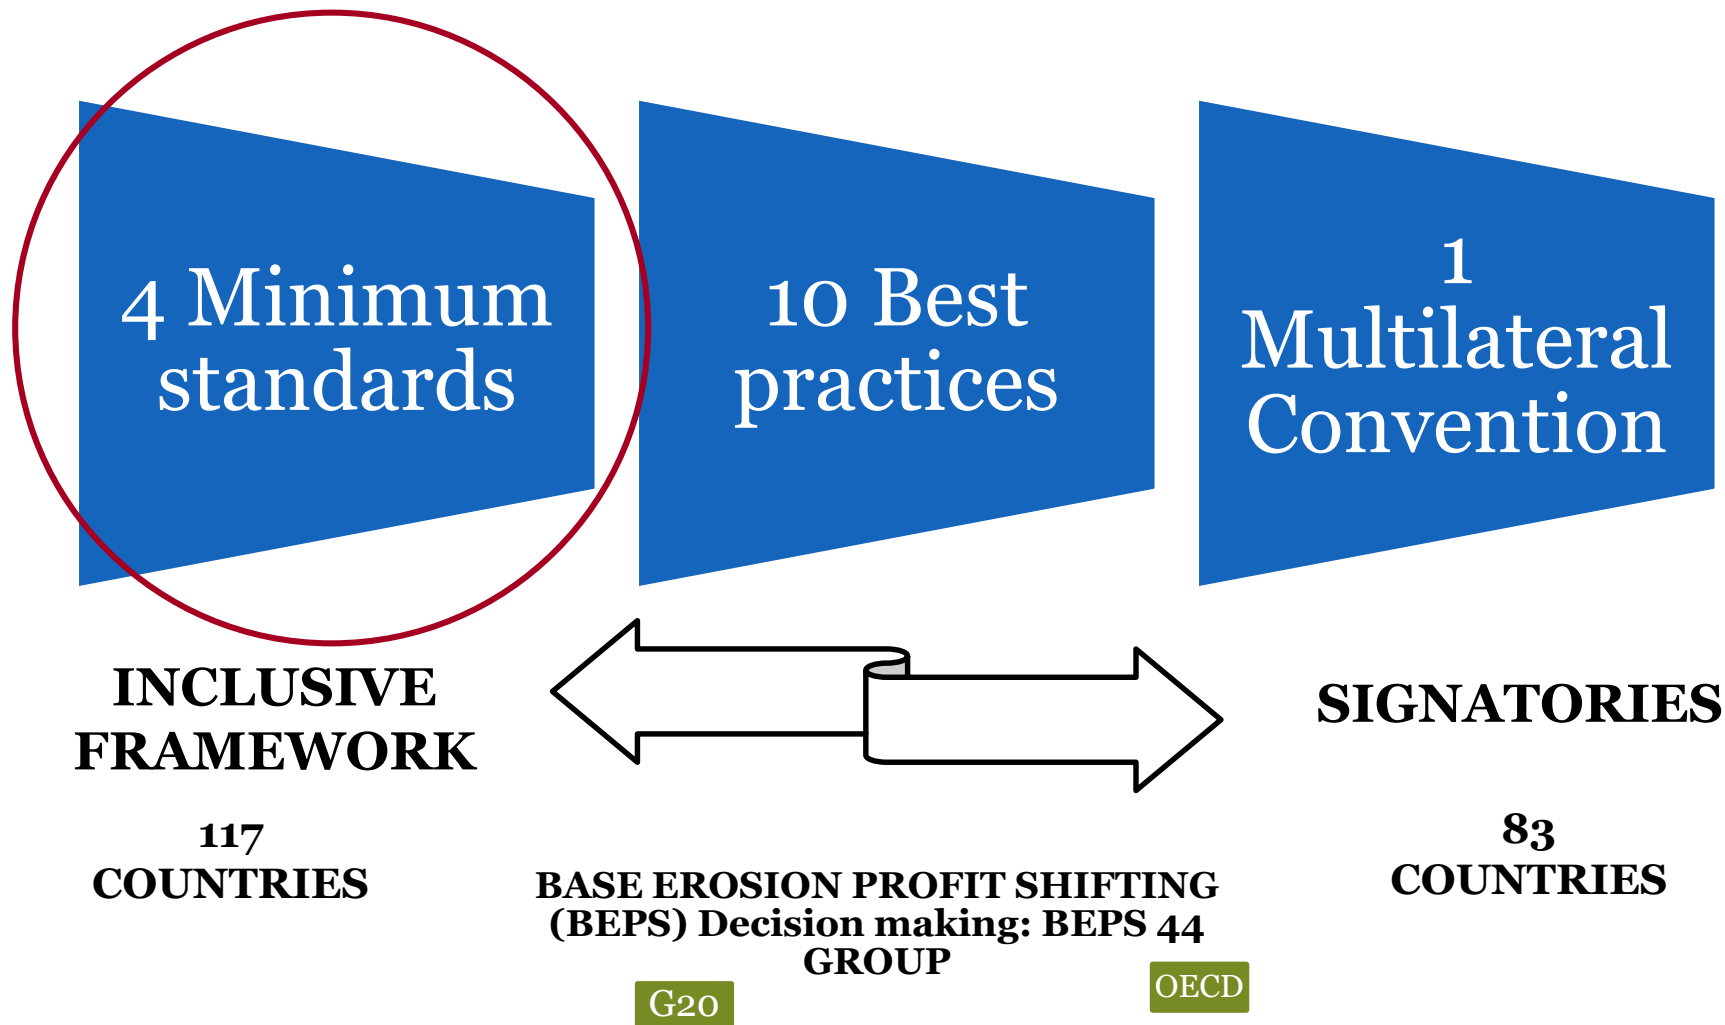 4 Minimum
standards
10 Best
practices
1
Multilateral
Convention
INCLUSIVE
FRAMEWORK
SIGNATORIES
117
COUNTRIES
83
COUNTRIES
BASE EROSION PROFIT SHIFTING
(BEPS) Decision making: BEPS 44
GROUP
G20
OECD